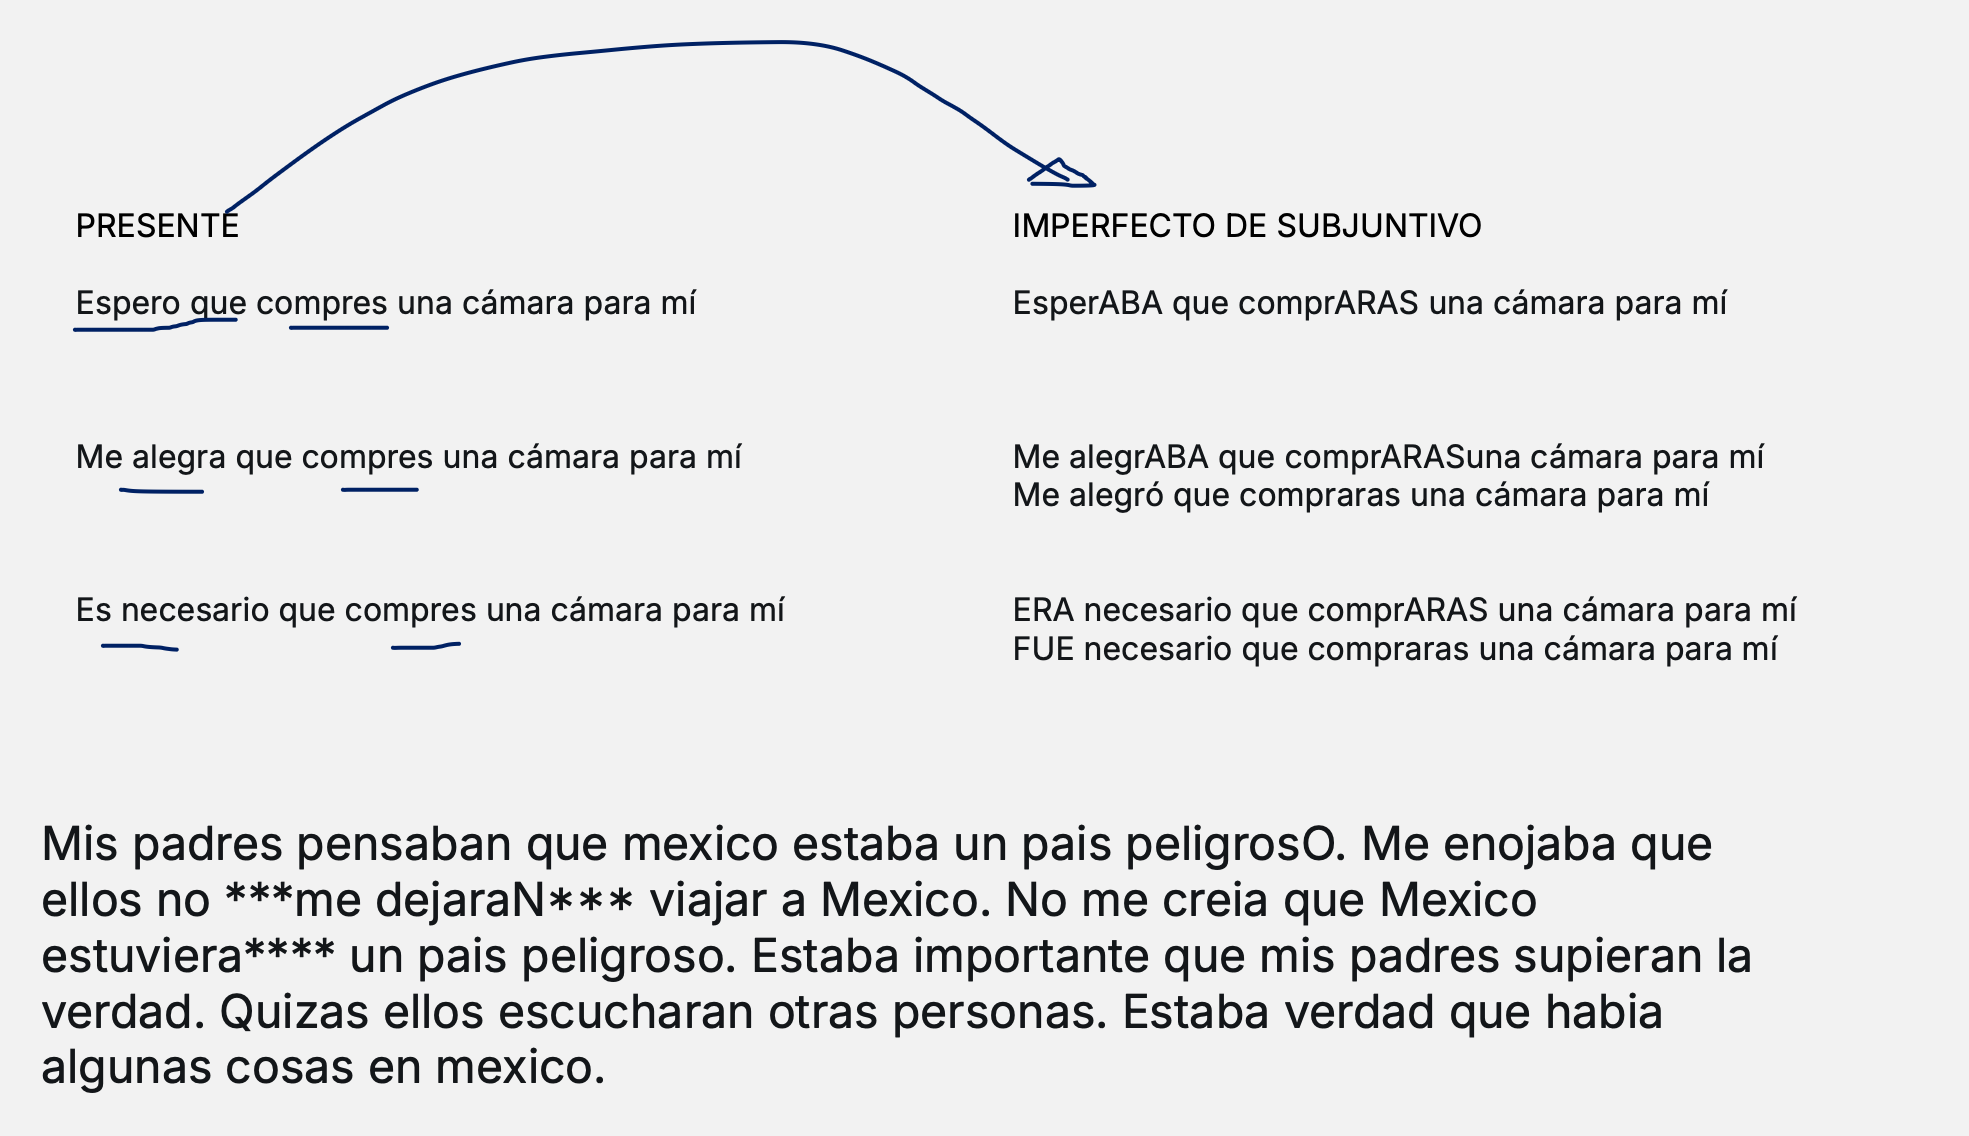 PRESENTE
IMPERFECTO DE SUBJUNTIVO
Espero que compres una cámara para mí
EsperABA que comprARAS una cámara para mí
Me alegra que compres una cámara para mí
Me alegrABA que comprARASuna cámara para mí
Me alegró que compraras una cámara para mí
Es necesario que compres una cámara para mí
ERA necesario que comprARAS una cámara para mí
FUE necesario que compraras una cámara para mí
Mis padres pensaban que mexico estaba un pais peligrosO. Me enojaba que
ellos no ***me dejaraN*** viajar a Mexico. No me creia que Mexico
estuviera**** un pais peligroso. Estaba importante que mis padres supieran la
verdad. Quizas ellos escucharan otras personas. Estaba verdad que habia
algunas cosas en mexico.